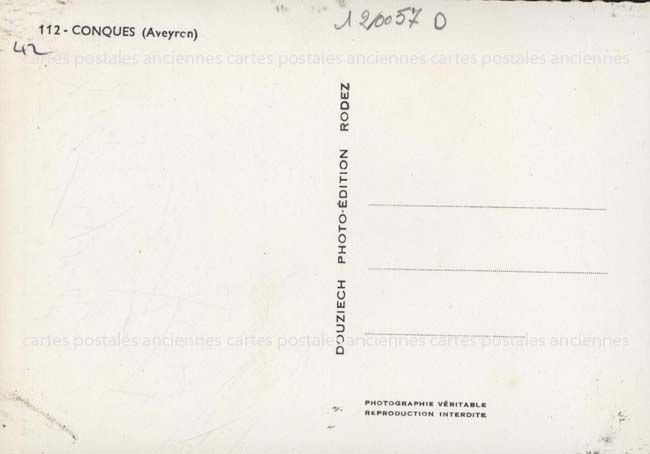 120057 D
112 - CONQUES (Aveyron)
42
cartes postales anciennes cartes postales anciennes cartes postales anciennes
DOUZIECH PHOTO-ÉDITION RODEZ
cartes postales anciennes cartes postales anciennes cartes postales anciennes
PHOTOGRAPHIE VÉRITABLE
REPRODUCTION INTERDITE